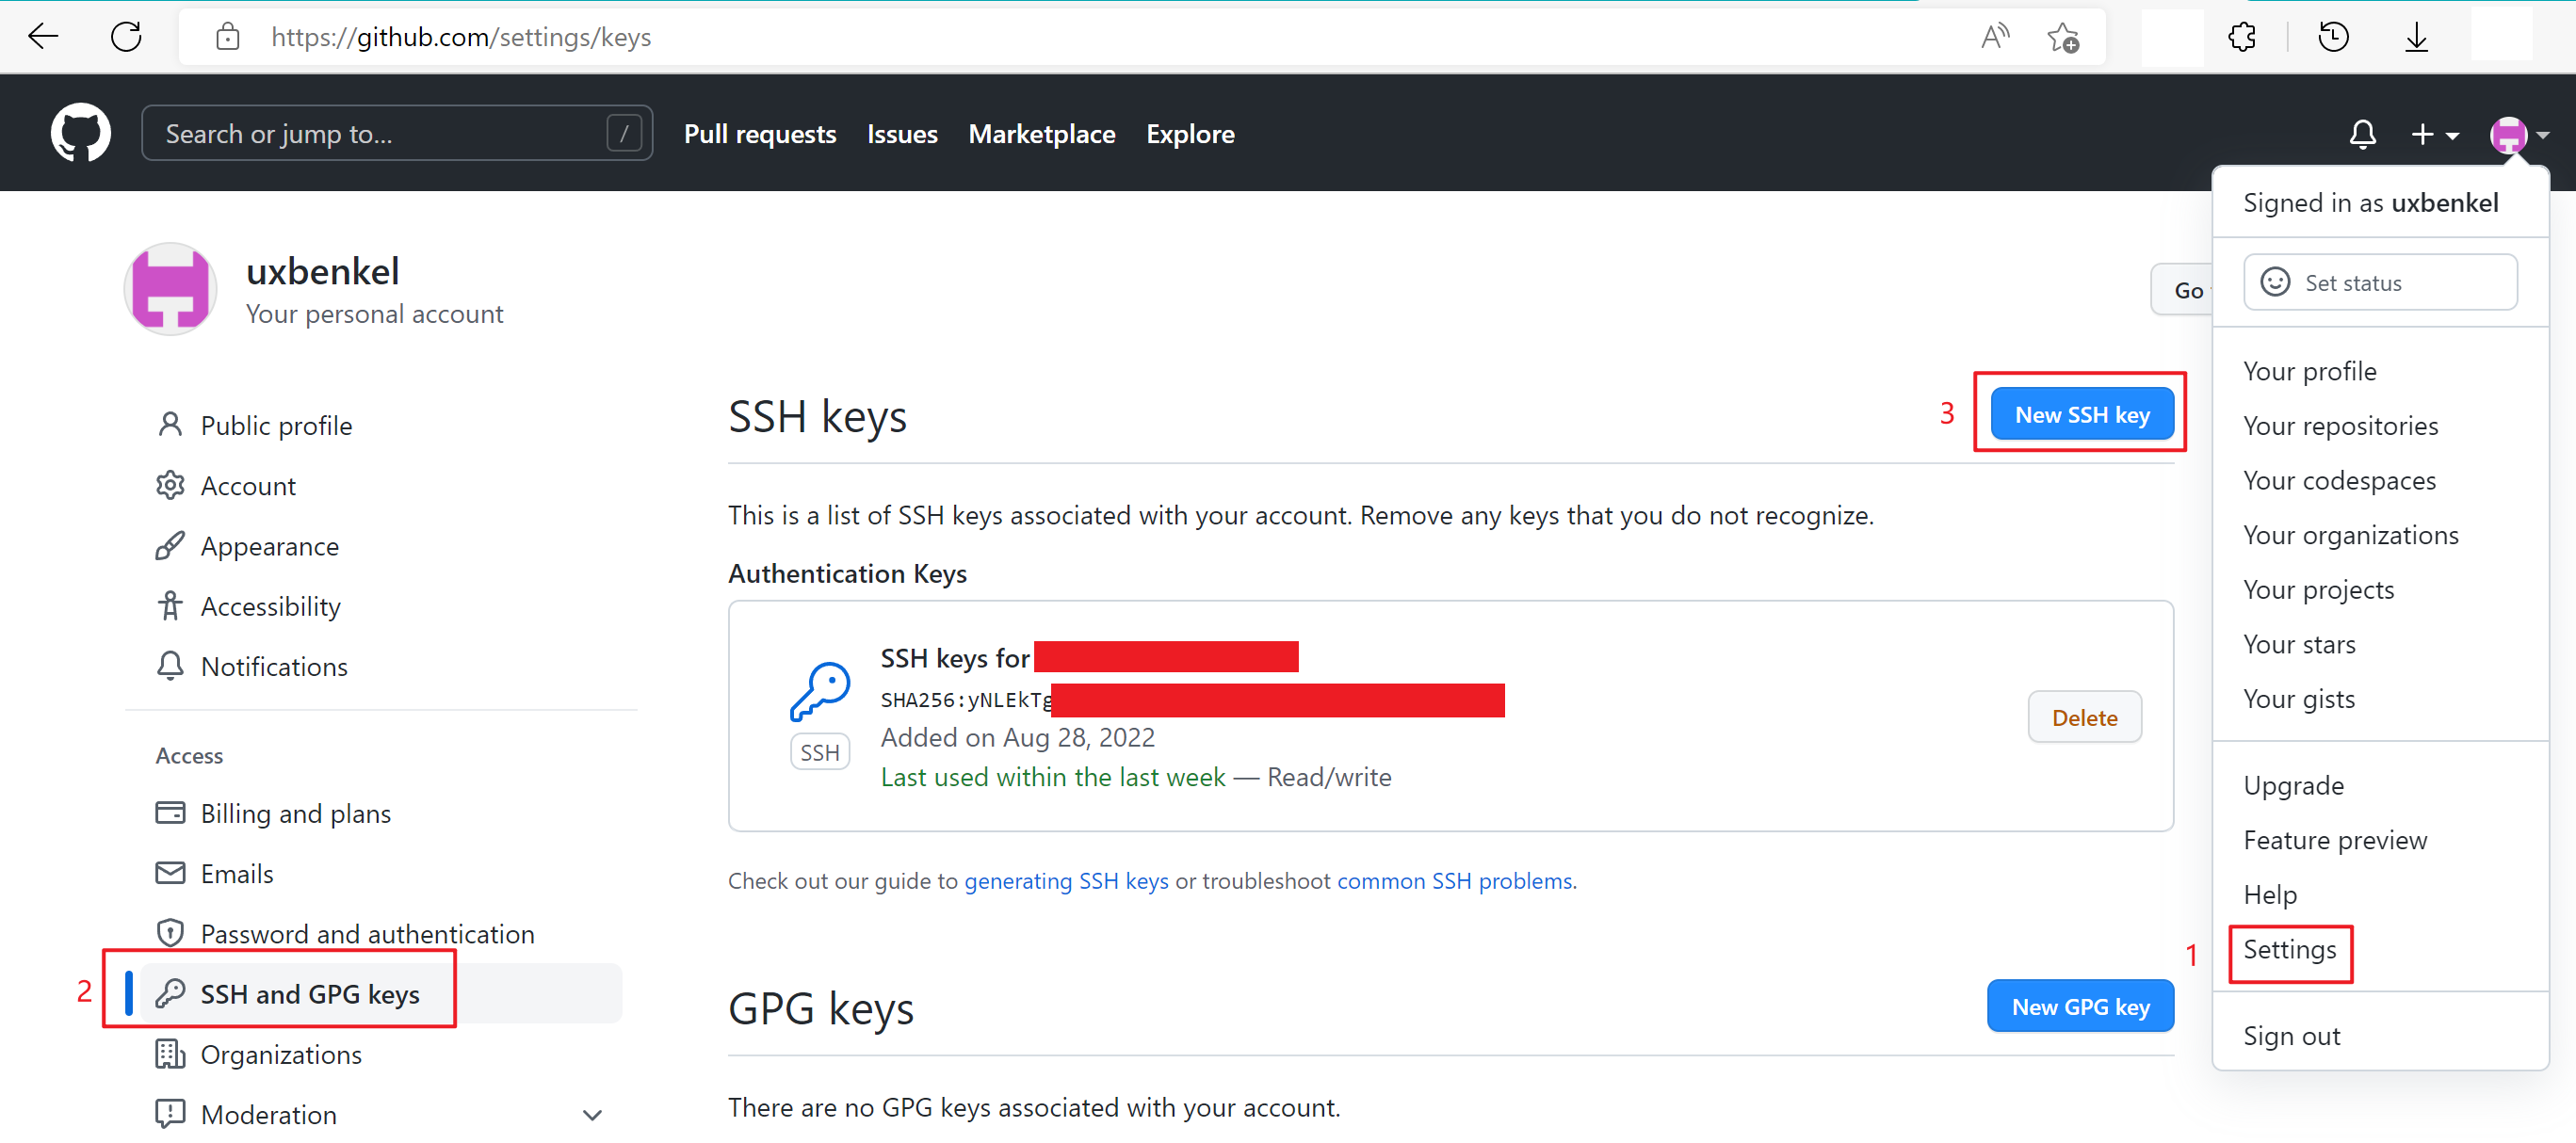 https://github.com/settings/keys
Search or jump to...
/
Pull requests
Issues
Marketplace
Explore
Signed in as uxbenkel
Set status
Your profile
Your repositories
Your codespaces
Your organizations
Your projects
Your stars
Your gists
Upgrade
Feature preview
Help
1
Settings
Sign out
uxbenkel
Your personal account
Go
Public profile
Account
Appearance
Accessibility
Notifications
Access
Billing and plans
Emails
Password and authentication
2
SSH and GPG keys
Organizations
Moderation
SSH keys
3
New SSH key
This is a list of SSH keys associated with your account. Remove any keys that you do not recognize.
Authentication Keys
SSH keys for
SHA256:yNLEkTg
SSH
Added on Aug 28, 2022
Last used within the last week — Read/write
Delete
Check out our guide to generating SSH keys or troubleshoot common SSH problems.
GPG keys
New GPG key
There are no GPG keys associated with your account.